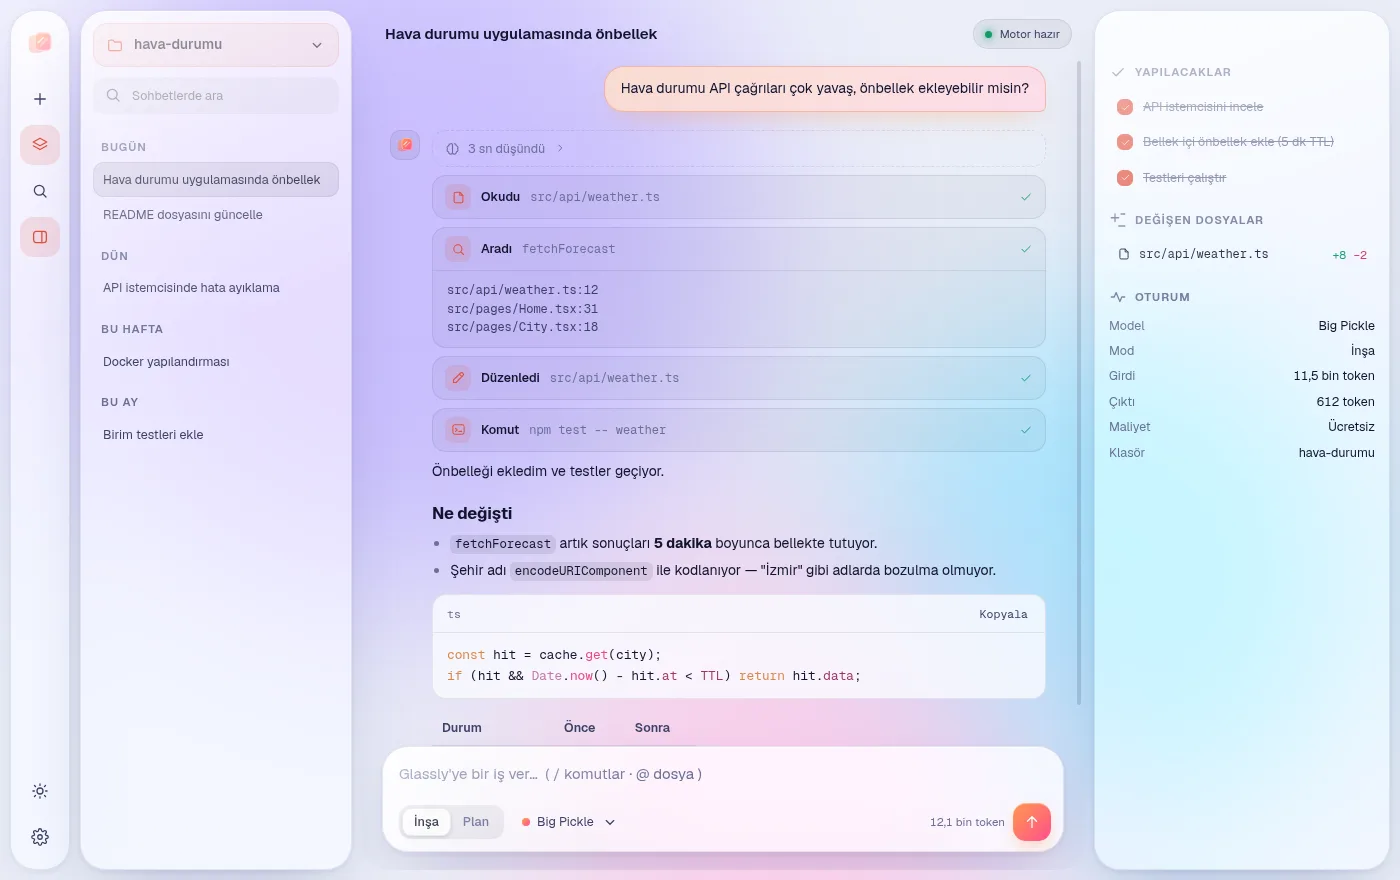 hava-durumu
Sohbetlerde ara
BUGÜN
Hava durumu uygulamasında önbellek
README dosyasını güncelle
DÜN
API istemcisinde hata ayıklama
BU HAFTA
Docker yapılandırması
BU AY
Birim testleri ekle
Hava durumu uygulamasında önbellek
Motor hazır
Hava durumu API çağrıları çok yavaş, önbellek ekleyebilir misin?
3 sn düşündü
Okudu src/api/weather.ts
Aradı fetchForecast
src/api/weather.ts:12
src/pages/Home.tsx:31
src/pages/City.tsx:18
Düzenledi src/api/weather.ts
Komut npm test -- weather
Önbelleği ekledim ve testler geçiyor.
Ne değişti
• fetchForecast artık sonuçları 5 dakika boyunca bellekte tutuyor.
• Şehir adı encodeURIComponent ile kodlanıyor — "İzmir" gibi adlarda bozulma olmuyor.
ts Kopyala
const hit = cache.get(city);
if (hit && Date.now() - hit.at < TTL) return hit.data;
Durum Önce Sonra
Glassly'ye bir iş ver… ( / komutlar · @ dosya )
İnşa Plan Big Pickle 12,1 bin token
YAPILACAKLAR
API istemcisini incele
Bellek içi önbellek ekle (5 dk TTL)
Testleri çalıştır
DEĞİŞEN DOSYALAR
src/api/weather.ts +8 −2
OTURUM
Model Big Pickle
Mod İnşa
Girdi 11,5 bin token
Çıktı 612 token
Maliyet Ücretsiz
Klasör hava-durumu